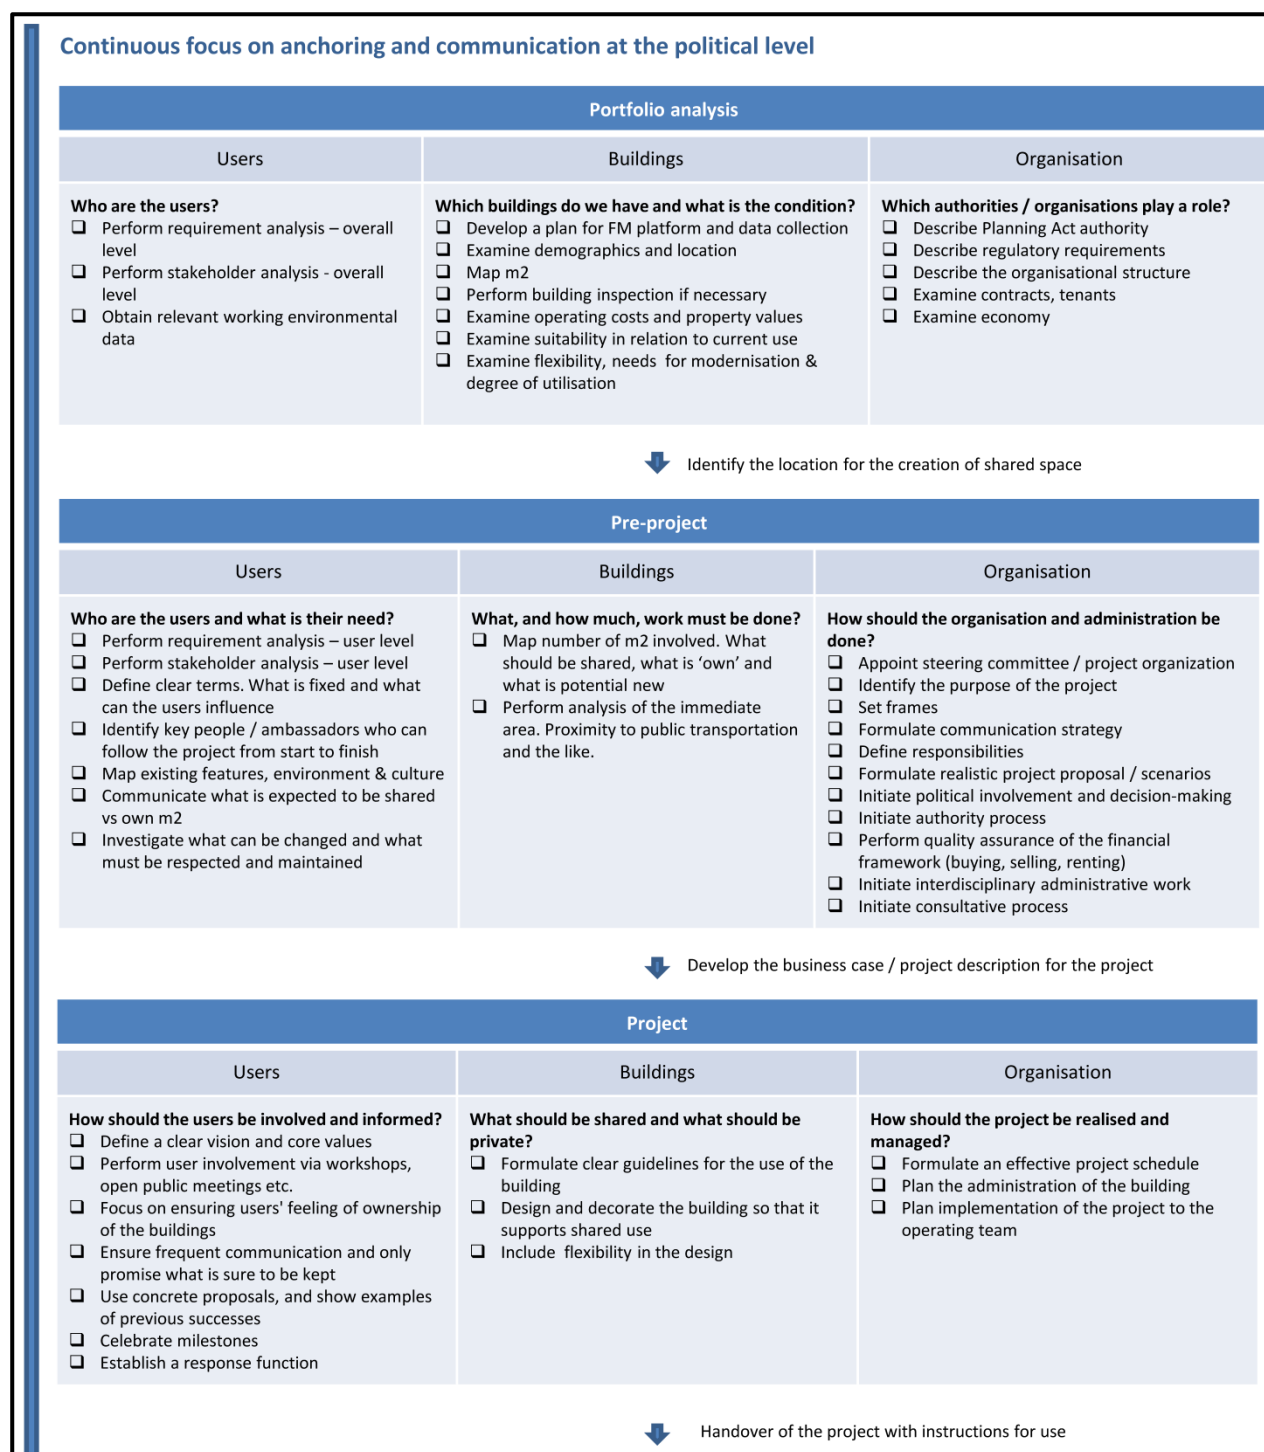 Continuous focus on anchoring and communication at the political level
Portfolio analysis
Users
Buildings
Organisation
Who are the users?
❑ Perform requirement analysis – overall
level
❑ Perform stakeholder analysis - overall
level
❑ Obtain relevant working environmental
data
Which buildings do we have and what is the condition?
❑ Develop a plan for FM platform and data collection
❑ Examine demographics and location
❑ Map m2
❑ Perform building inspection if necessary
❑ Examine operating costs and property values
❑ Examine suitability in relation to current use
❑ Examine flexibility, needs  for modernisation &
degree of utilisation
Which authorities / organisations play a role?
❑ Describe Planning Act authority
❑ Describe regulatory requirements
❑ Describe the organisational structure
❑ Examine contracts, tenants
❑ Examine economy
Identify the location for the creation of shared space
Pre-project
Users
Buildings
Organisation
Who are the users and what is their need?
❑ Perform requirement analysis – user level
❑ Perform stakeholder analysis – user level
❑ Define clear terms. What is fixed and what
can the users influence
❑ Identify key people / ambassadors who can
follow the project from start to finish
❑ Map existing features, environment & culture
❑ Communicate what is expected to be shared
vs own m2
❑ Investigate what can be changed and what
must be respected and maintained
What, and how much, work must be done?
❑ Map number of m2 involved. What
should be shared, what is ‘own’ and
what is potential new
❑ Perform analysis of the immediate
area. Proximity to public transportation
and the like.
How should the organisation and administration be
done?
❑ Appoint steering committee / project organization
❑ Identify the purpose of the project
❑ Set frames
❑ Formulate communication strategy
❑ Define responsibilities
❑ Formulate realistic project proposal / scenarios
❑ Initiate political involvement and decision-making
❑ Initiate authority process
❑ Perform quality assurance of the financial
framework (buying, selling, renting)
❑ Initiate interdisciplinary administrative work
❑ Initiate consultative process
Develop the business case / project description for the project
Project
Users
Buildings
Organisation
How should the users be involved and informed?
❑ Define a clear vision and core values
❑ Perform user involvement via workshops,
open public meetings etc.
❑ Focus on ensuring users' feeling of ownership
of the buildings
❑ Ensure frequent communication and only
promise what is sure to be kept
❑ Use concrete proposals, and show examples
of previous successes
❑ Celebrate milestones
❑ Establish a response function
What should be shared and what should be
private?
❑ Formulate clear guidelines for the use of the
building
❑ Design and decorate the building so that it
supports shared use
❑ Include  flexibility in the design
How should the project be realised and
managed?
❑ Formulate an effective project schedule
❑ Plan the administration of the building
❑ Plan implementation of the project to the
operating team
Handover of the project with instructions for use